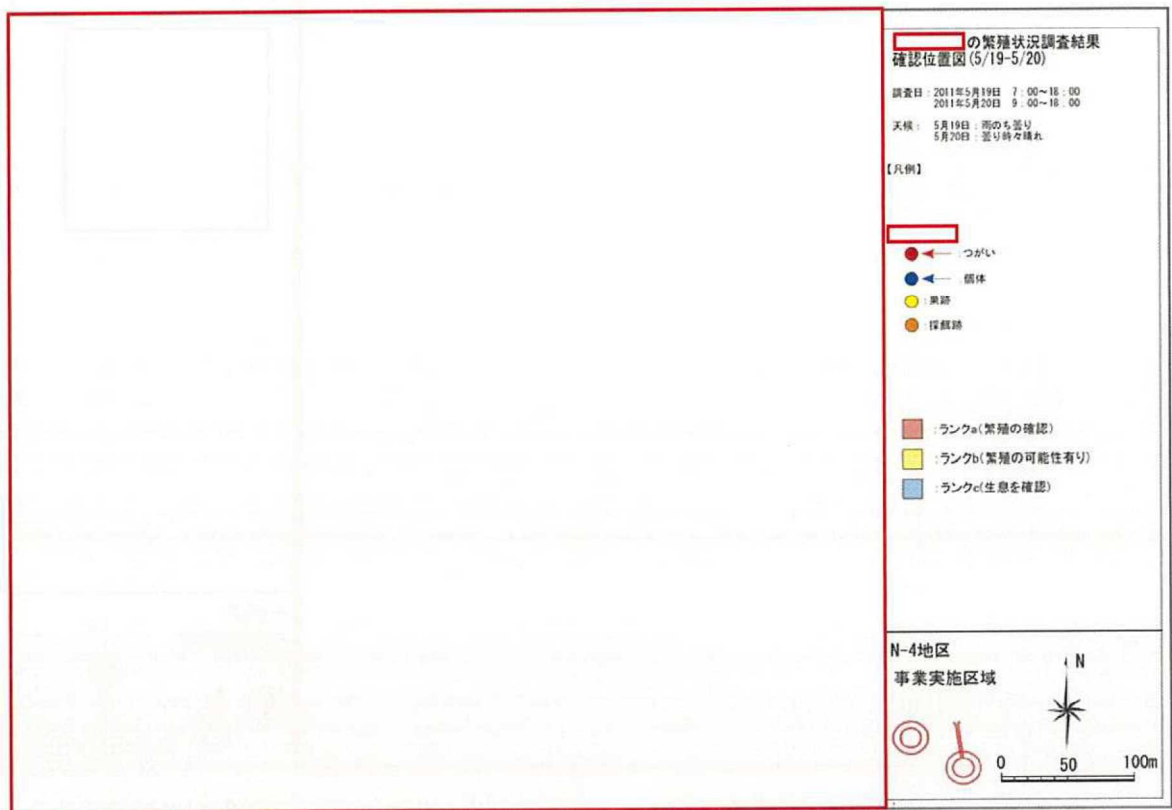 の繁殖状況調査結果
確認位置図(5/19-5/20)
調査日：2011年5月19日 7:00～18:00
2011年5月20日 9:00～18:00
天候：5月19日：雨のち曇り
5月20日：曇り時々晴れ
【凡例】
：つがい
：個体
：巣跡
：採餌跡
：ランクa(繁殖の確認)
：ランクb(繁殖の可能性有り)
：ランクc(生息を確認)
N-4地区
事業実施区域
N
0 50 100m